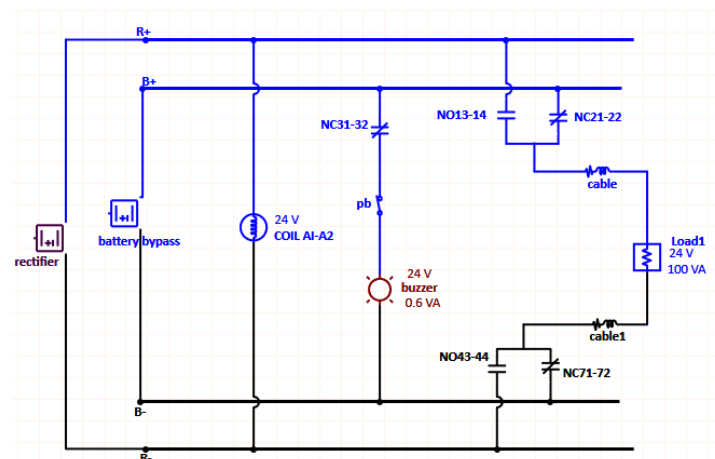 R+
B+
NO13-14
NC21-22
NC31-32
cable
pb
24 V
COIL AI-A2
battery bypass
rectifier
Load1
24 V
100 VA
24 V
buzzer
0.6 VA
cable1
NO43-44
NC71-72
B-
R-